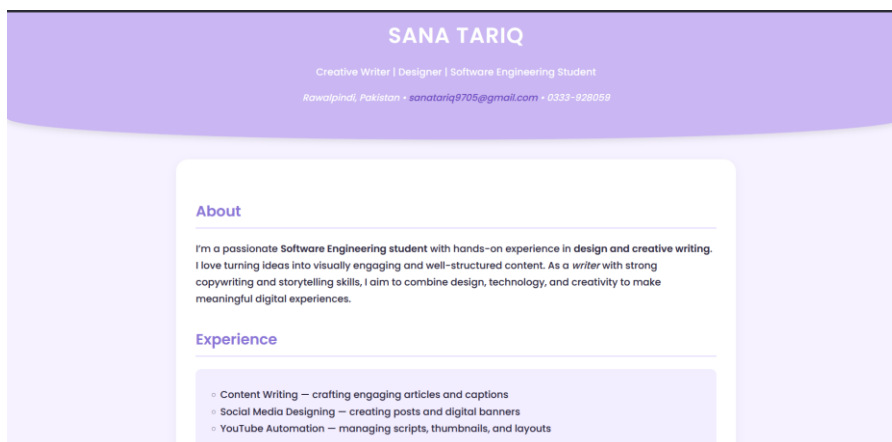 SANA TARIQ
Creative Writer | Designer | Software Engineering Student
Rawalpindi, Pakistan • sanatariq9705@gmail.com • 0333-928059
About
I'm a passionate Software Engineering student with hands-on experience in design and creative writing.
I love turning ideas into visually engaging and well-structured content. As a writer with strong
copywriting and storytelling skills, I aim to combine design, technology, and creativity to make
meaningful digital experiences.
Experience
◦ Content Writing — crafting engaging articles and captions
◦ Social Media Designing — creating posts and digital banners
◦ YouTube Automation — managing scripts, thumbnails, and layouts